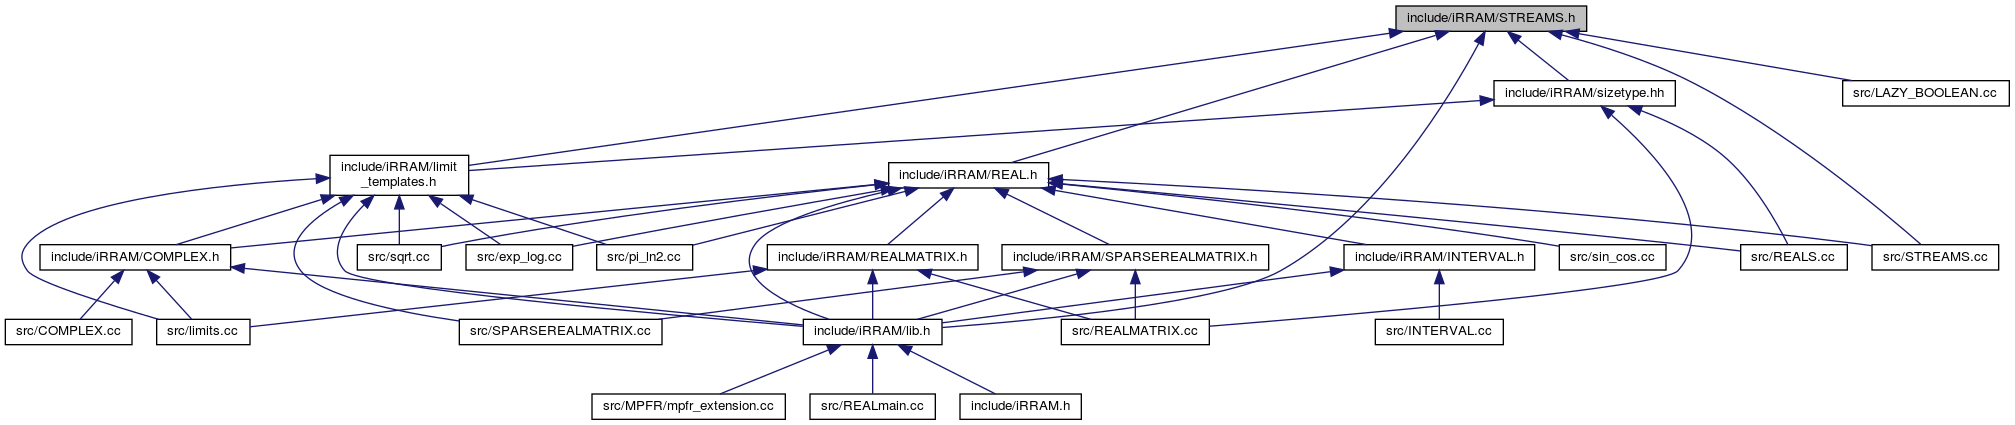 include/iRRAM/STREAMS.h
include/iRRAM/sizetype.hh
src/LAZY_BOOLEAN.cc
include/iRRAM/limit
_templates.h
include/iRRAM/REAL.h
include/iRRAM/COMPLEX.h
src/sqrt.cc
src/exp_log.cc
src/pi_ln2.cc
include/iRRAM/REALMATRIX.h
include/iRRAM/SPARSEREALMATRIX.h
include/iRRAM/INTERVAL.h
src/sin_cos.cc
src/REALS.cc
src/STREAMS.cc
src/COMPLEX.cc
src/limits.cc
src/SPARSEREALMATRIX.cc
include/iRRAM/lib.h
src/REALMATRIX.cc
src/INTERVAL.cc
src/MPFR/mpfr_extension.cc
src/REALmain.cc
include/iRRAM.h